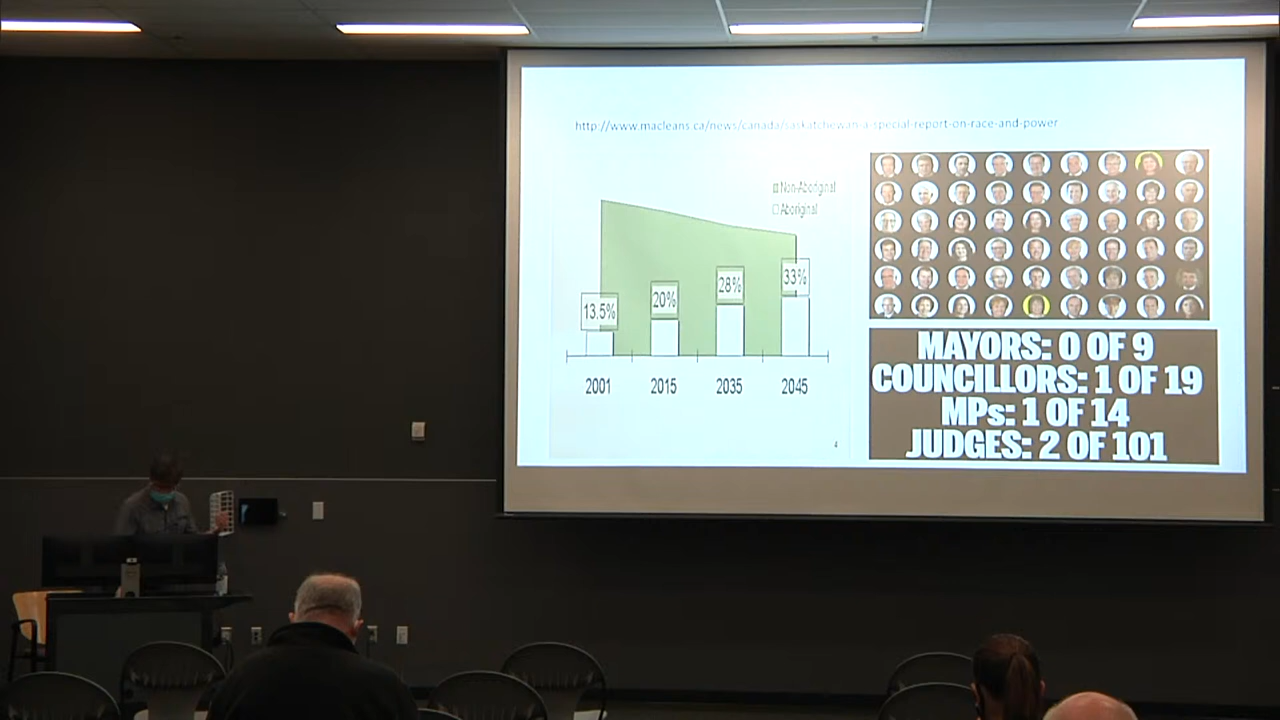 http://www.macleans.ca/news/canada/saskatchewan-a-special-report-on-race-and-power
Non-Aboriginal
Aboriginal
13.5%
20%
28%
33%
2001
2015
2035
2045
4
MAYORS: 0 OF 9
COUNCILLORS: 1 OF 19
MPs: 1 OF 14
JUDGES: 2 OF 101